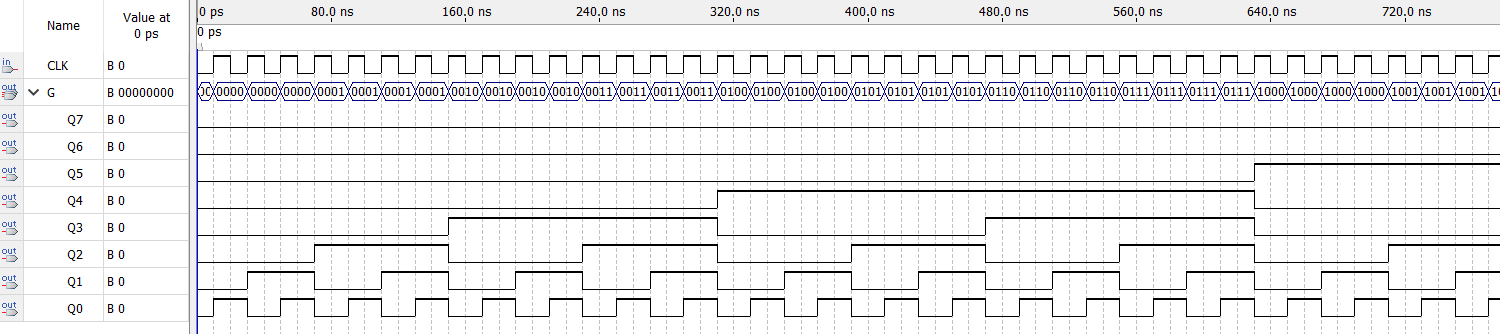 Name
Value at
0 ps
0 ps 80.0 ns 160.0 ns 240.0 ns 320.0 ns 400.0 ns 480.0 ns 560.0 ns 640.0 ns 720.0 ns
0 ps
in CLK B 0
out G B 00000000 0000 0000 0000 0001 0001 0001 0001 0010 0010 0010 0010 0011 0011 0011 0011 0100 0100 0100 0100 0101 0101 0101 0101 0110 0110 0110 0110 0111 0111 0111 0111 1000 1000 1000 1000 1001 1001 1001
out Q7 B 0
out Q6 B 0
out Q5 B 0
out Q4 B 0
out Q3 B 0
out Q2 B 0
out Q1 B 0
out Q0 B 0